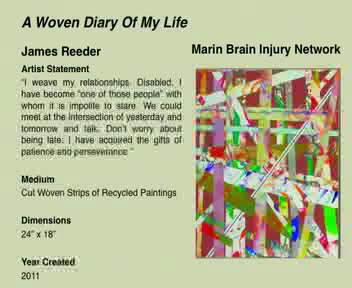 A Woven Diary Of My Life
James Reeder
Marin Brain Injury Network
Artist Statement
"I weave my relationships. Disabled. I
have become "one of those people" with
whom it is impolite to stare. We could
meet at the intersection of yesterday and
tomorrow and talk. Don't worry about
being late. I have acquired the gifts of
patience and perseverance."
Medium
Cut Woven Strips of Recycled Paintings
Dimensions
24" x 18"
Year Created
2011